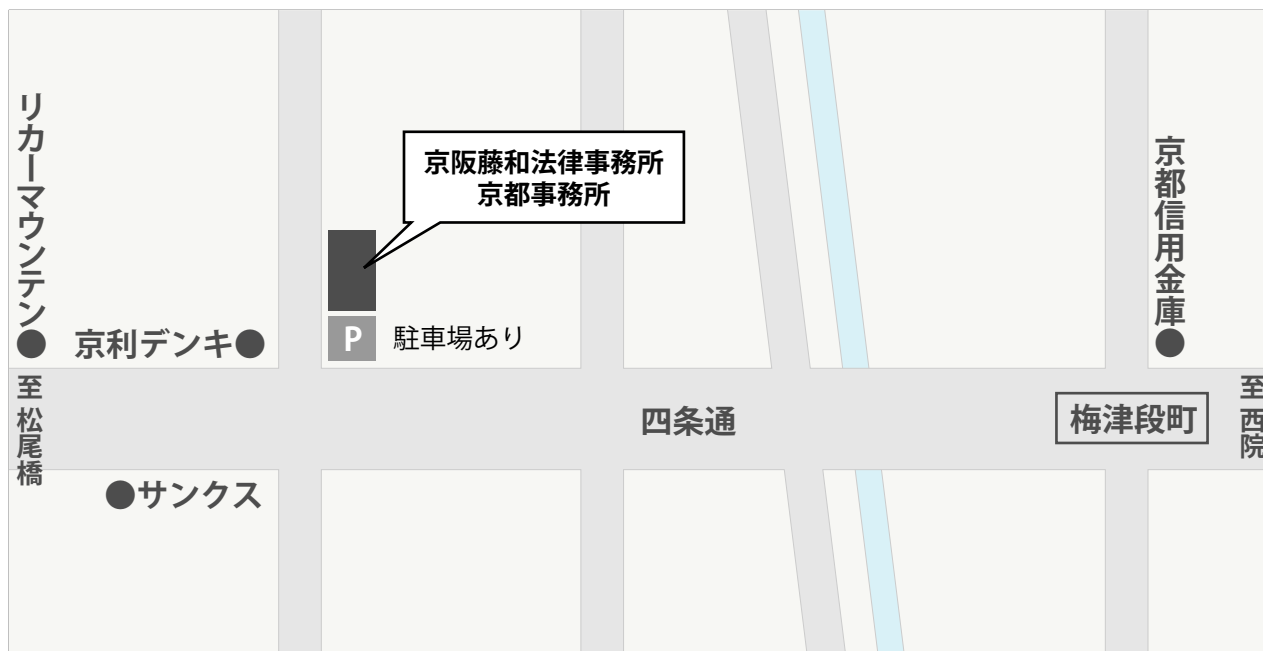 リカーマウンテン
京阪藤和法律事務所
京都事務所
京都信用金庫
京利デンキ
P
駐車場あり
至 松尾橋
四条通
梅津段町
至 西院
サンクス